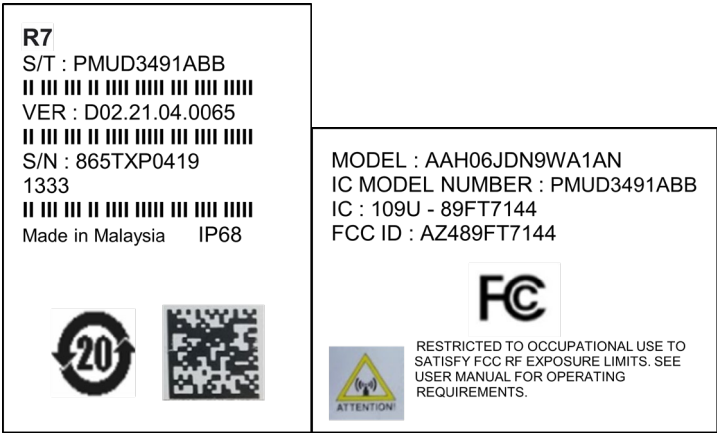 R7
S/T : PMUD3491ABB
VER : D02.21.04.0065
S/N : 865TXP0419
1333
Made in Malaysia IP68
20
MODEL : AAH06JDN9WA1AN
IC MODEL NUMBER : PMUD3491ABB
IC : 109U - 89FT7144
FCC ID : AZ489FT7144
FC
ATTENTION!
RESTRICTED TO OCCUPATIONAL USE TO
SATISFY FCC RF EXPOSURE LIMITS. SEE
USER MANUAL FOR OPERATING
REQUIREMENTS.